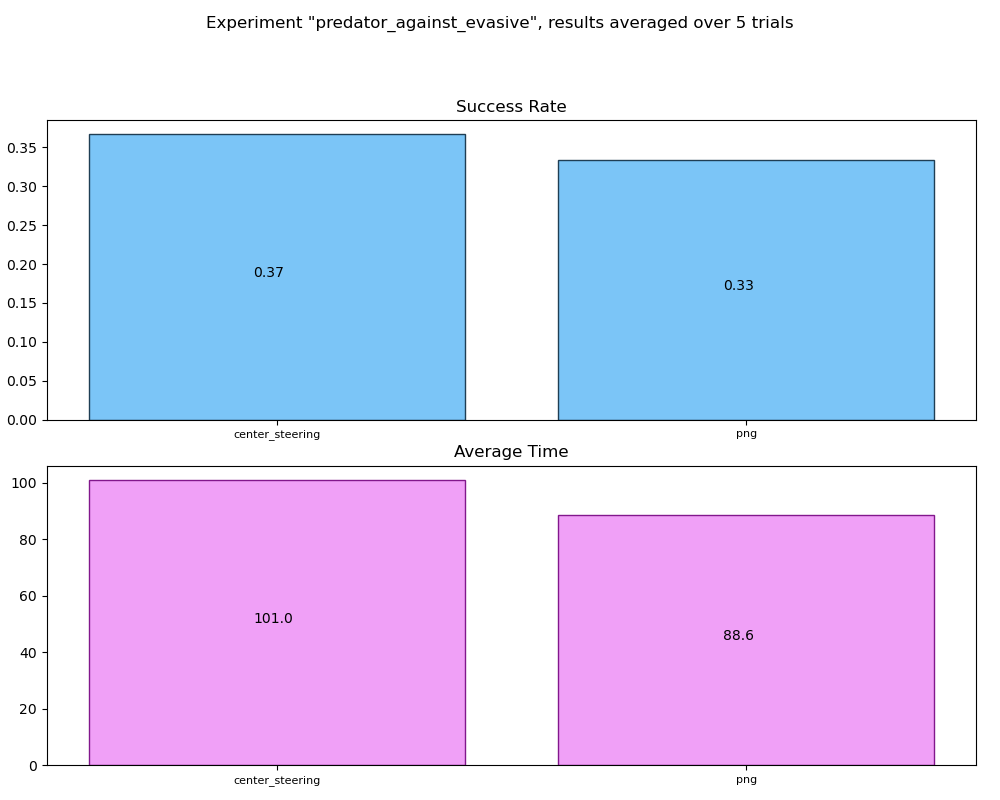 Experiment "predator_against_evasive", results averaged over 5 trials
Success Rate
0.35
0.30
0.25
0.20
0.15
0.10
0.05
0.00
0.37
0.33
center_steering
png
Average Time
100
80
60
40
20
0
101.0
88.6
center_steering
png